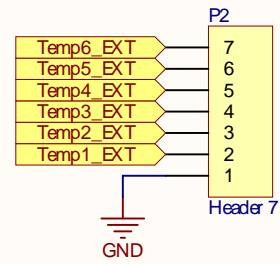 P2
Temp6_EXT 7
Temp5_EXT 6
Temp4_EXT 5
Temp3_EXT 4
Temp2_EXT 3
Temp1_EXT 2
1
Header 7
GND